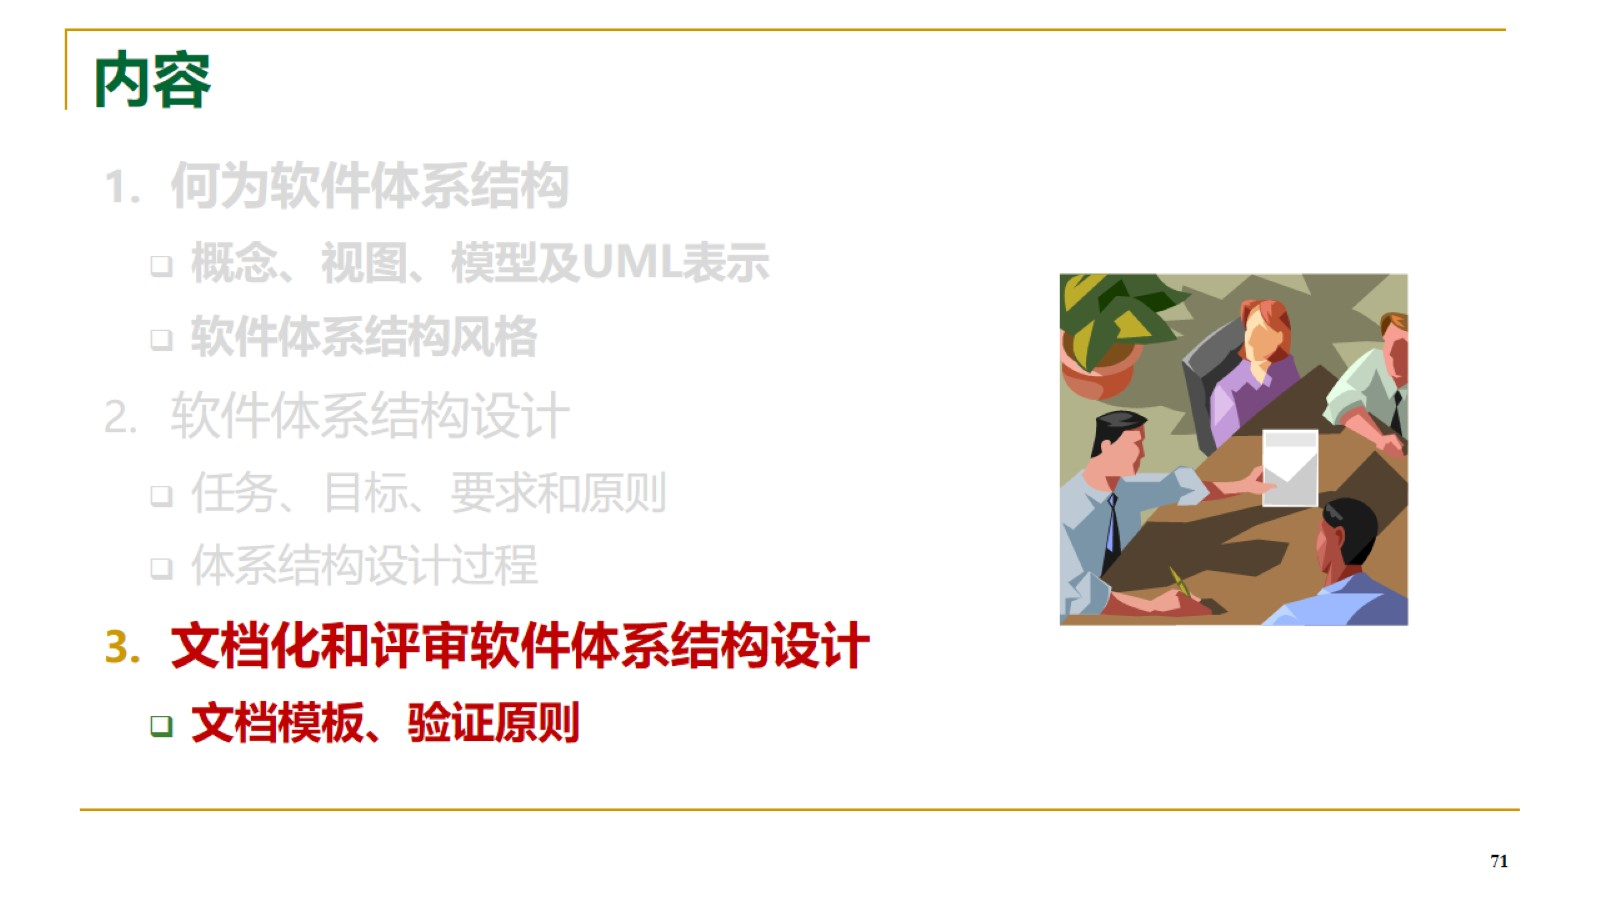 内容
1. 何为软件体系结构
❑ 概念、视图、模型及UML表示
❑ 软件体系结构风格
2. 软件体系结构设计
❑ 任务、目标、要求和原则
❑ 体系结构设计过程
3. 文档化和评审软件体系结构设计
❑ 文档模板、验证原则
71